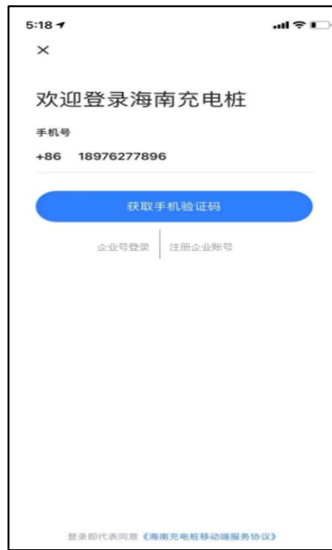 5:18
欢迎登录海南充电桩
手机号
+86 18976277896
获取手机验证码
企业号登录 注册企业账号
登录即代表同意《海南充电桩移动端服务协议》